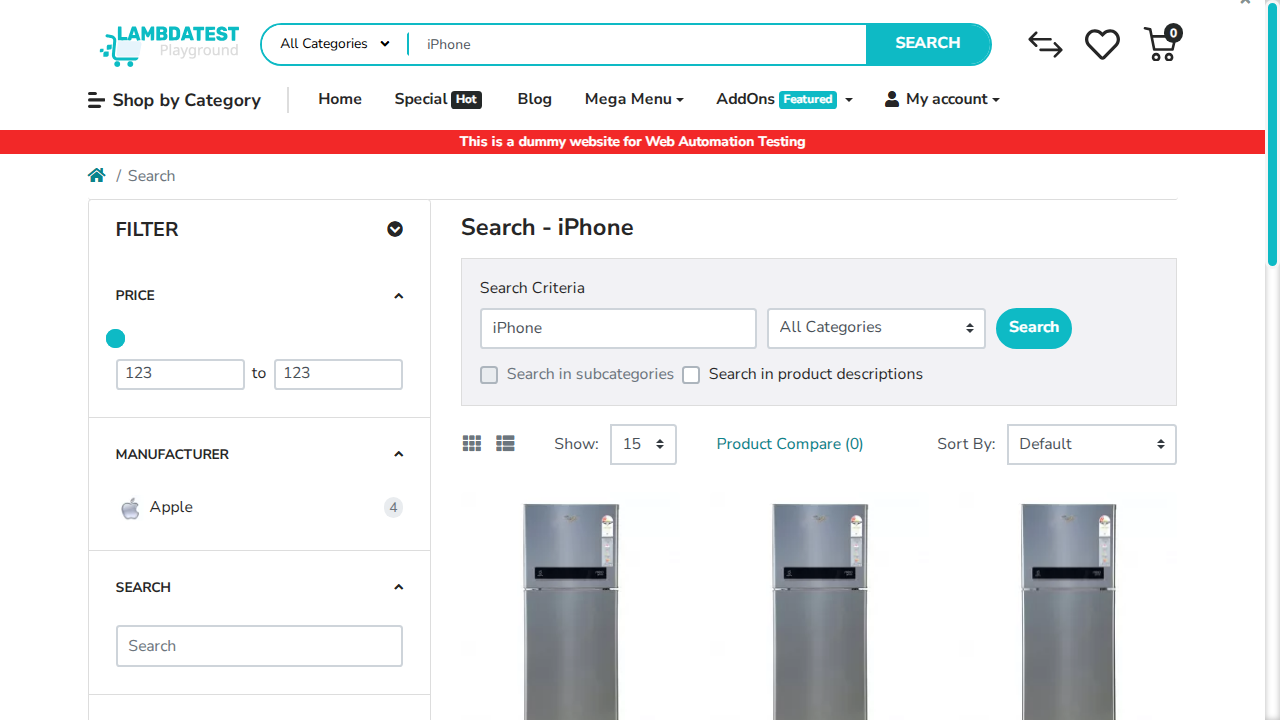 LAMBDATEST
Playground
All Categories
iPhone
SEARCH
0
Shop by Category
Home
Special Hot
Blog
Mega Menu
AddOns Featured
My account
This is a dummy website for Web Automation Testing
/ Search
FILTER
PRICE
123 to 123
MANUFACTURER
Apple 4
SEARCH
Search
Search - iPhone
Search Criteria
iPhone
All Categories
Search
Search in subcategories
Search in product descriptions
Show: 15
Product Compare (0)
Sort By: Default